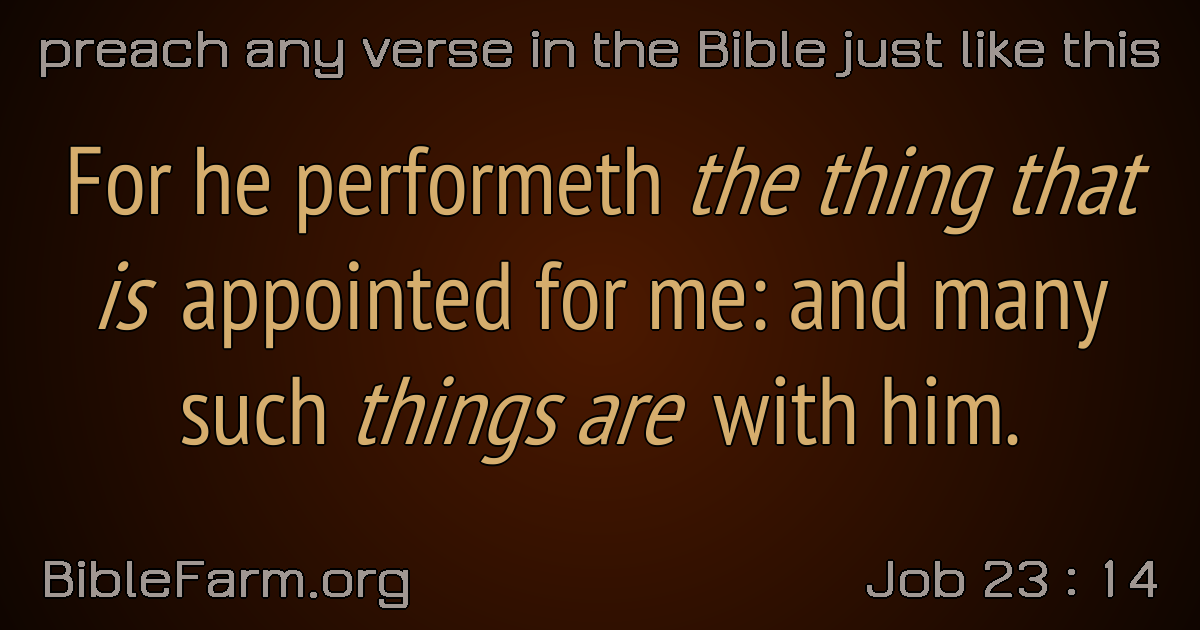 preach any verse in the Bible just like this
For he performeth the thing that
is appointed for me: and many
such things are with him.
BibleFarm.org
Job 23 : 14